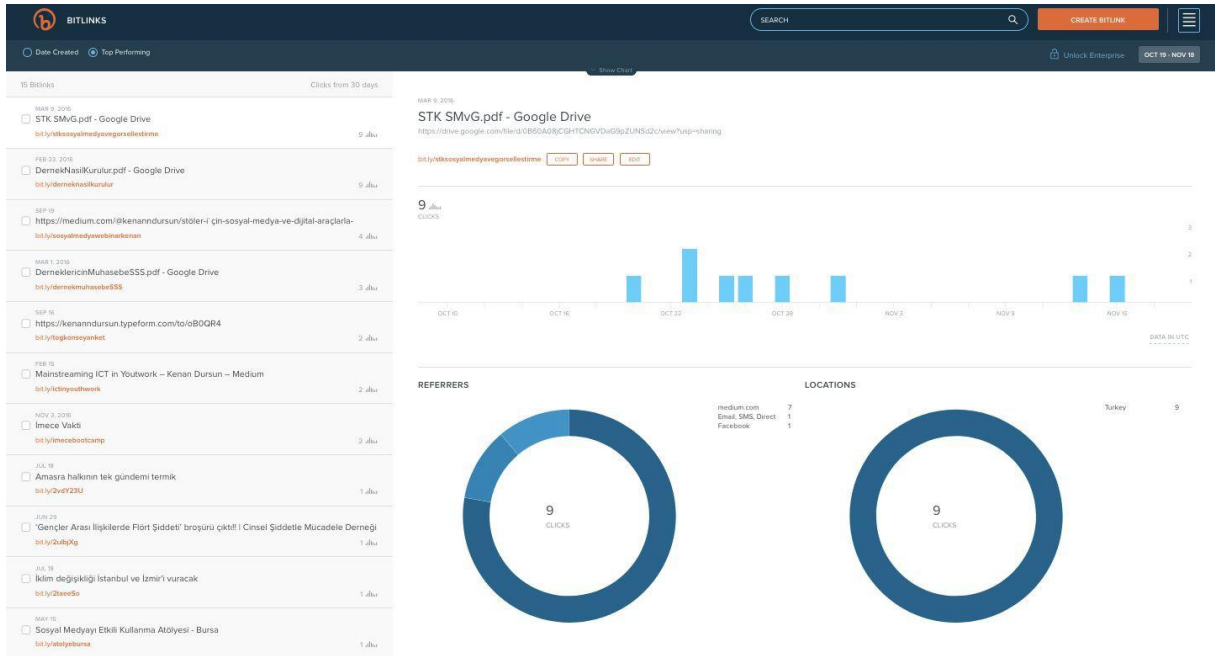 BITLINKS
SEARCH
CREATE BITLINK
Date Created
Top Performing
Unlock Enterprise
OCT 19 - NOV 18
Show Chart
15 Bitlinks
Clicks from 30 days
MAR 9, 2016
STK SMvG.pdf - Google Drive
bit.ly/stksosyalmedyavegorsellestirme
9
FEB 23, 2016
DernekNasilKurulur.pdf - Google Drive
bit.ly/derneknasilkurulur
9
SEP 19
https://medium.com/@kenanndursun/stöler-i̇ çin-sosyal-medya-ve-dijital-araçlarla-
bit.ly/sosyalmedyawebinarkenan
4
MAR 1, 2016
DerneklericinMuhasebeSSS.pdf - Google Drive
bit.ly/dernekmuhasebeSSS
3
SEP 16
https://kenanndursun.typeform.com/to/oB0QR4
bit.ly/togkonseyanket
2
FEB 15
Mainstreaming ICT in Youtwork – Kenan Dursun – Medium
bit.ly/ictinyouthwork
2
NOV 3, 2016
İmece Vakti
bit.ly/imecebootcamp
2
JUL 18
Amasra halkının tek gündemi termik
bit.ly/2vdY23U
1
JUN 29
'Gençler Arası İlişkilerde Flört Şiddeti' broşürü çıktı!! | Cinsel Şiddetle Mücadele Derneği
bit.ly/2ulbjXg
1
JUL 18
İklim değişikliği İstanbul ve İzmir'i vuracak
bit.ly/2taeeSo
1
MAY 15
Sosyal Medyayı Etkili Kullanma Atölyesi - Bursa
bit.ly/atolyebursa
1
MAR 9, 2016
STK SMvG.pdf - Google Drive
https://drive.google.com/file/d/0B60A08jCGHTCNGVDaG9pZUNSd2c/view?usp=sharing
bit.ly/stksosyalmedyavegorsellestirme
COPY
SHARE
EDIT
9
CLICKS
3
2
1
OCT 10
OCT 16
OCT 22
OCT 28
NOV 3
NOV 9
NOV 15
DATA IN UTC
REFERRERS
medium.com 7
Email, SMS, Direct 1
Facebook 1
9
CLICKS
LOCATIONS
Turkey 9
9
CLICKS